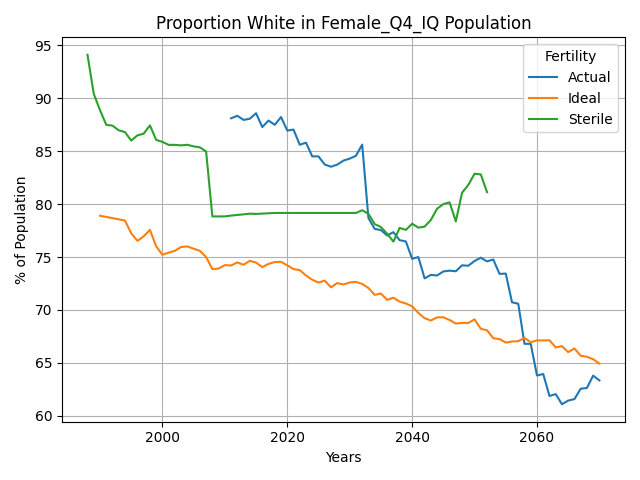 Proportion White in Female_Q4_IQ Population
95
90
85
80
75
70
65
60
% of Population
Fertility
Actual
Ideal
Sterile
2000
2020
2040
2060
Years